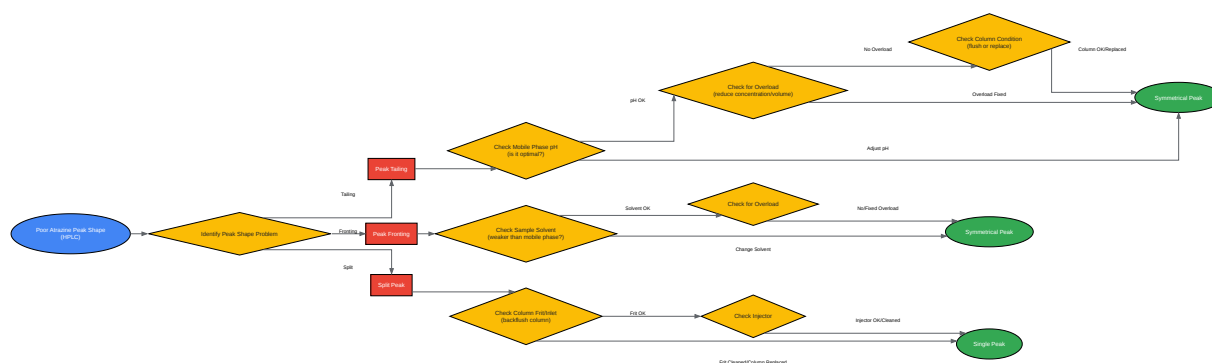 Check Column Condition
(flush or replace)
No Overload
Column OK/Replaced
Check for Overload
(reduce concentration/volume)
Overload Fixed
Symmetrical Peak
pH OK
Check Mobile Phase pH
(is it optimal?)
Adjust pH
Peak Tailing
Tailing
Poor Atrazine Peak Shape
(HPLC)
Identify Peak Shape Problem
Fronting
Peak Fronting
Check Sample Solvent
(weaker than mobile phase?)
Solvent OK
Check for Overload
No/Fixed Overload
Symmetrical Peak
Change Solvent
Split
Split Peak
Check Column Frit/Inlet
(backflush column)
Frit OK
Check Injector
Injector OK/Cleaned
Single Peak
Frit Cleaned/Column Replaced